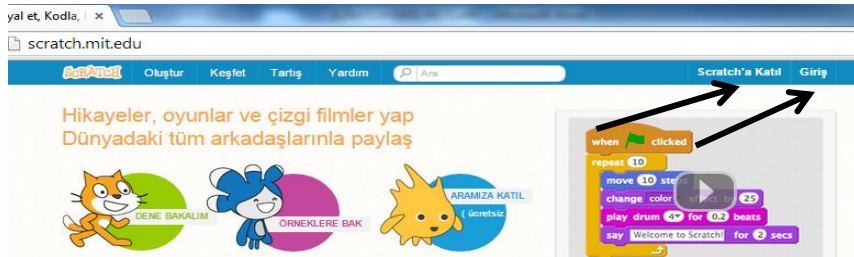 yal et, Kodla,
scratch.mit.edu
SCRATCH Oluştur Keşfet Tartış Yardım Ara Scratch'a Katıl Giriş
Hikayeler, oyunlar ve çizgi filmler yap
Dünyadaki tüm arkadaşlarınla paylaş
DENE BAKALIM
ÖRNEKLERE BAK
ARAMIZA KATIL
( ücretsiz
when clicked
repeat 10
move 10 steps
change color effect by 25
play drum 4 for 0.2 beats
say Welcome to Scratch! for 2 secs